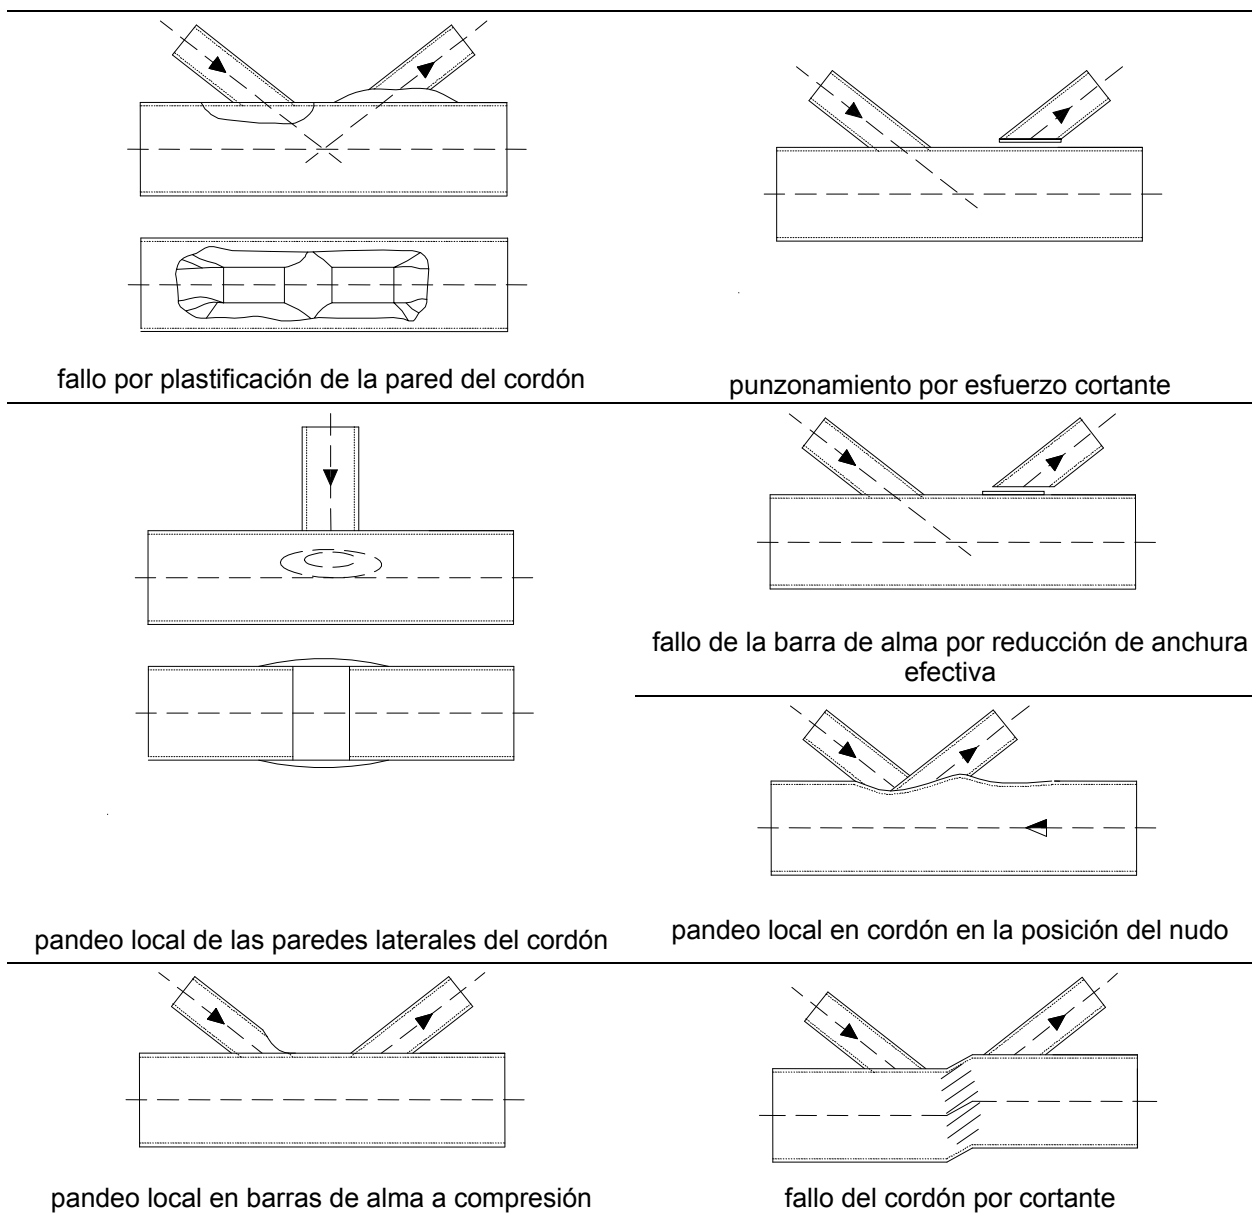 fallo por plastificación de la pared del cordón
punzonamiento por esfuerzo cortante
fallo de la barra de alma por reducción de anchura
efectiva
pandeo local de las paredes laterales del cordón
pandeo local en cordón en la posición del nudo
pandeo local en barras de alma a compresión
fallo del cordón por cortante